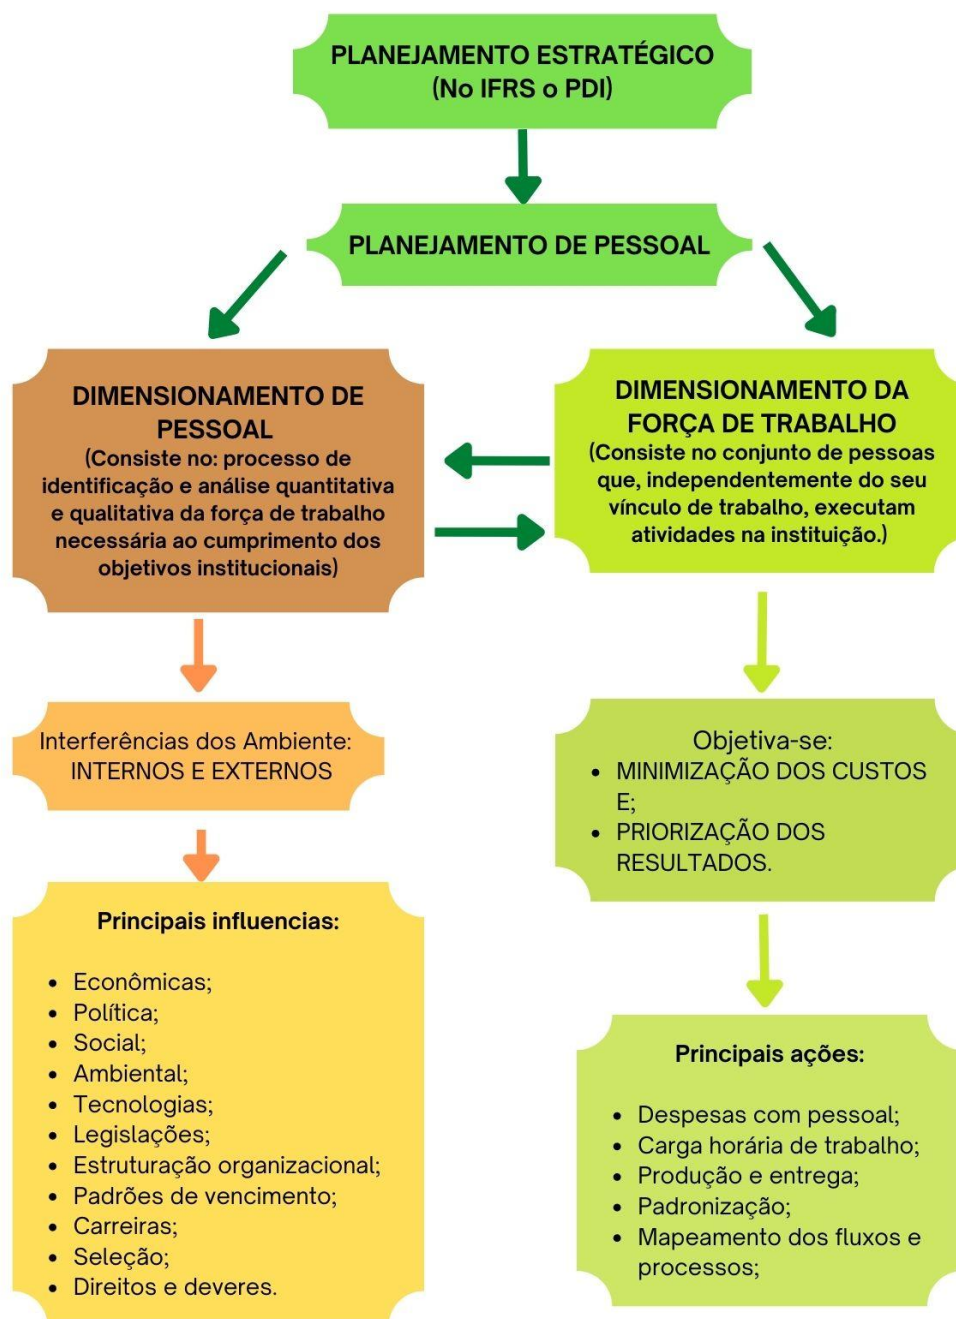 PLANEJAMENTO ESTRATÉGICO
(No IFRS o PDI)
PLANEJAMENTO DE PESSOAL
DIMENSIONAMENTO DE
PESSOAL
(Consiste no: processo de
identificação e análise quantitativa
e qualitativa da força de trabalho
necessária ao cumprimento dos
objetivos institucionais)
DIMENSIONAMENTO DA
FORÇA DE TRABALHO
(Consiste no conjunto de pessoas
que, independentemente do seu
vínculo de trabalho, executam
atividades na instituição.)
Interferências dos Ambiente:
INTERNOS E EXTERNOS
Objetiva-se:
• MINIMIZAÇÃO DOS CUSTOS
E;
• PRIORIZAÇÃO DOS
RESULTADOS.
Principais influencias:
• Econômicas;
• Política;
• Social;
• Ambiental;
• Tecnologias;
• Legislações;
• Estruturação organizacional;
• Padrões de vencimento;
• Carreiras;
• Seleção;
• Direitos e deveres.
Principais ações:
• Despesas com pessoal;
• Carga horária de trabalho;
• Produção e entrega;
• Padronização;
• Mapeamento dos fluxos e
processos;